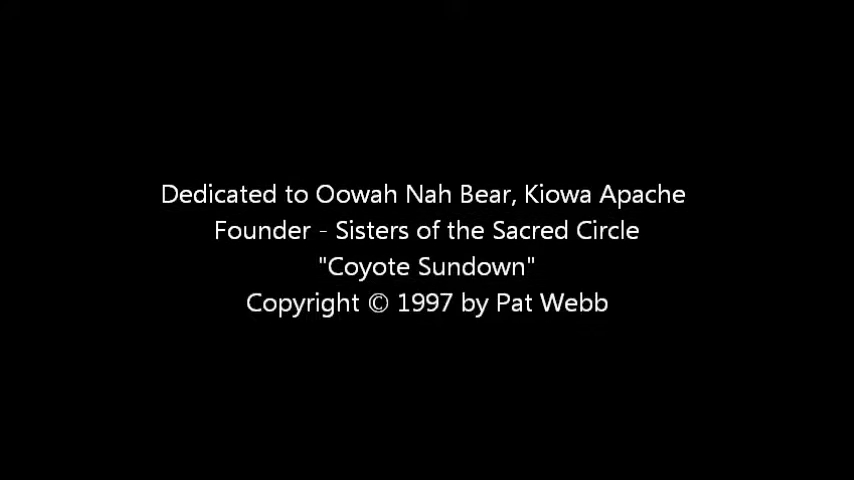 Dedicated to Oowah Nah Bear, Kiowa Apache
Founder - Sisters of the Sacred Circle
"Coyote Sundown"
Copyright © 1997 by Pat Webb